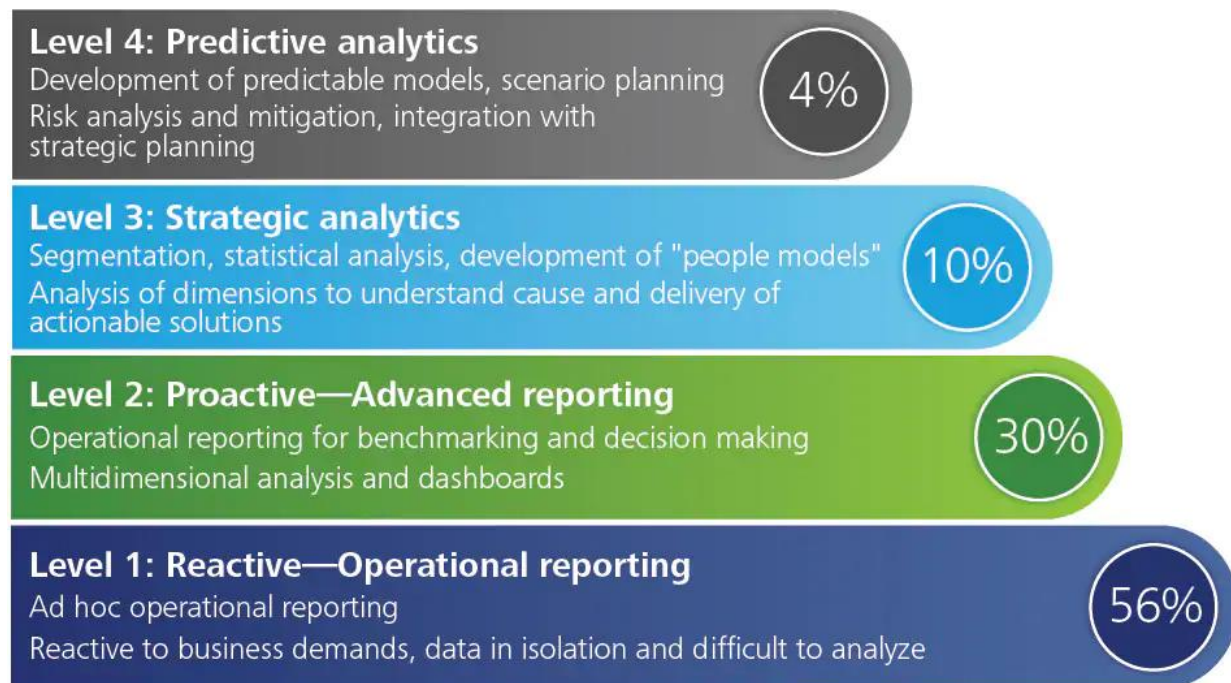 Level 4: Predictive analytics
Development of predictable models, scenario planning
Risk analysis and mitigation, integration with
strategic planning
4%
Level 3: Strategic analytics
Segmentation, statistical analysis, development of "people models"
Analysis of dimensions to understand cause and delivery of
actionable solutions
10%
Level 2: Proactive—Advanced reporting
Operational reporting for benchmarking and decision making
Multidimensional analysis and dashboards
30%
Level 1: Reactive—Operational reporting
Ad hoc operational reporting
Reactive to business demands, data in isolation and difficult to analyze
56%